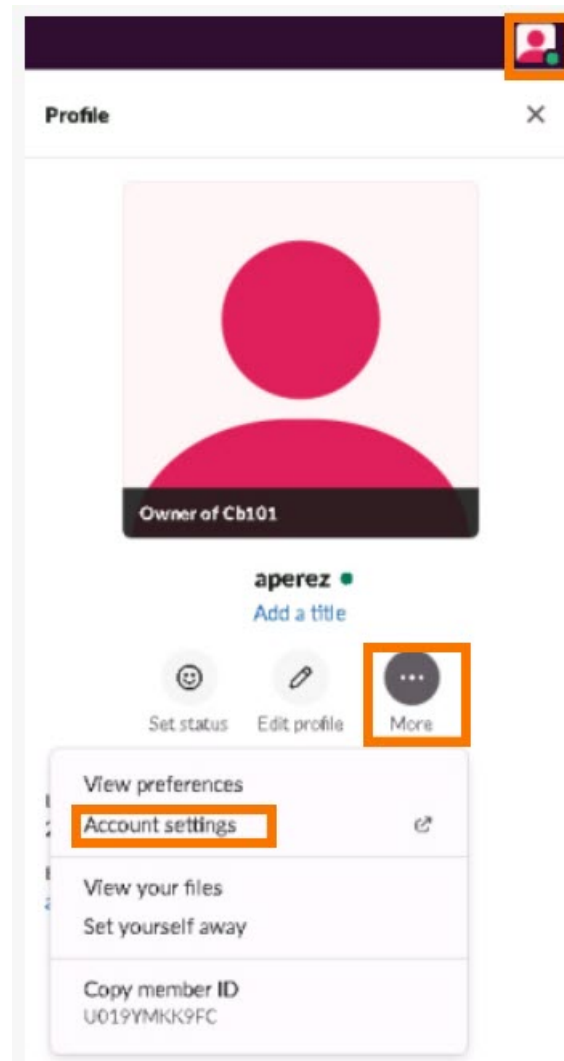 Profile
Owner of Cb101
aperez
Add a title
Set status Edit profile More
View preferences
Account settings
View your files
Set yourself away
Copy member ID
U019YMKK9FC